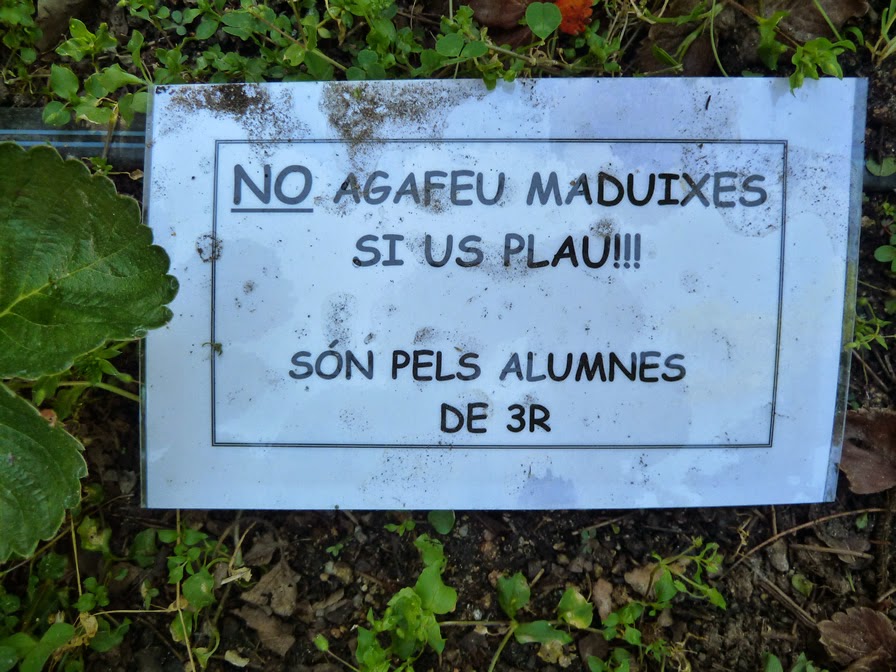 NO AGAFEU MADUIXES
SI US PLAU!!!
SÓN PELS ALUMNES
DE 3R